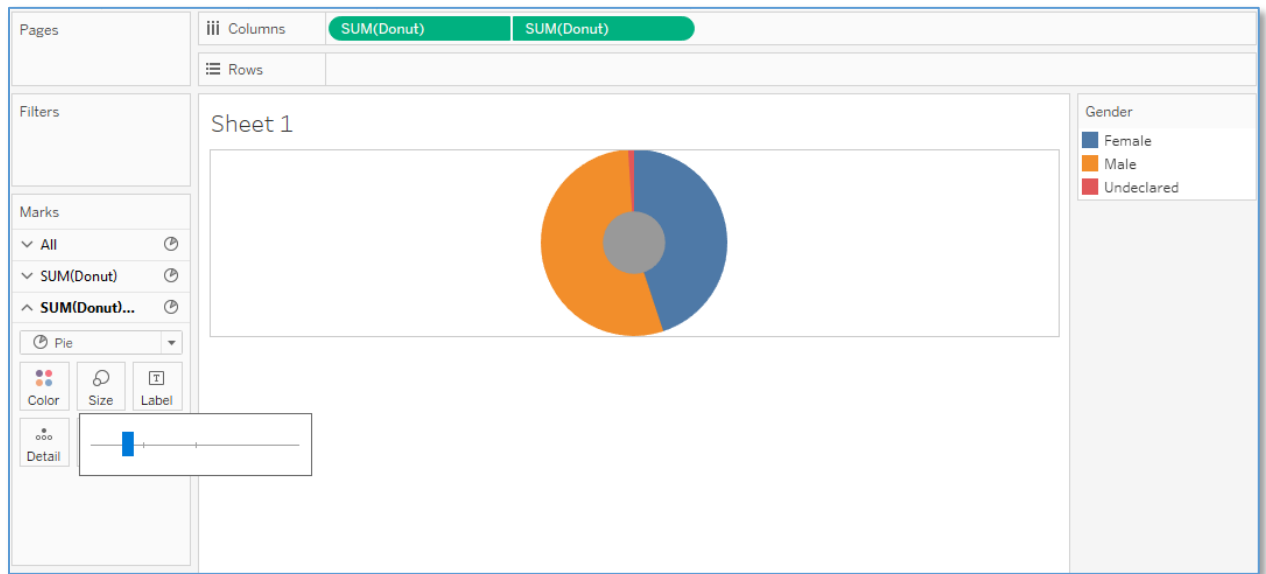 Pages
Columns
SUM(Donut)
SUM(Donut)
Rows
Filters
Sheet 1
Gender
Female
Male
Undeclared
Marks
All
SUM(Donut)
SUM(Donut)...
Pie
Color
Size
T
Label
Detail